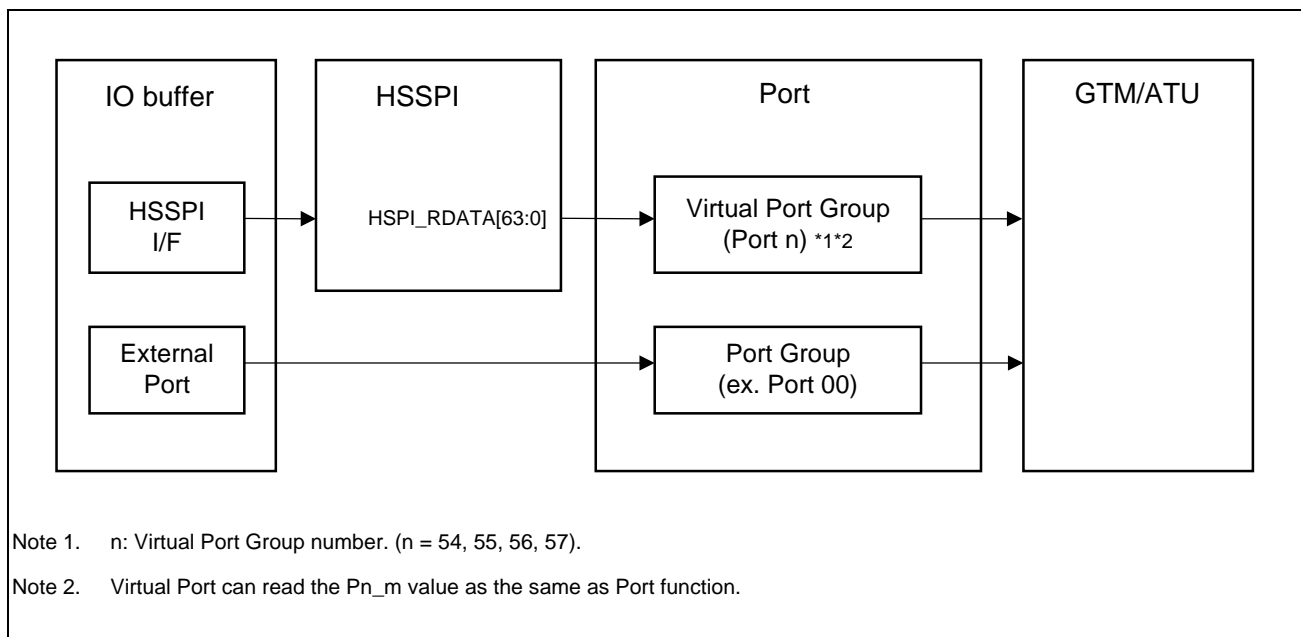 IO buffer
HSSPI
Port
GTM/ATU
HSSPI
I/F
HSPI_RDATA[63:0]
Virtual Port Group
(Port n) *1*2
External
Port
Port Group
(ex. Port 00)
Note 1. n: Virtual Port Group number. (n = 54, 55, 56, 57).
Note 2. Virtual Port can read the Pn_m value as the same as Port function.